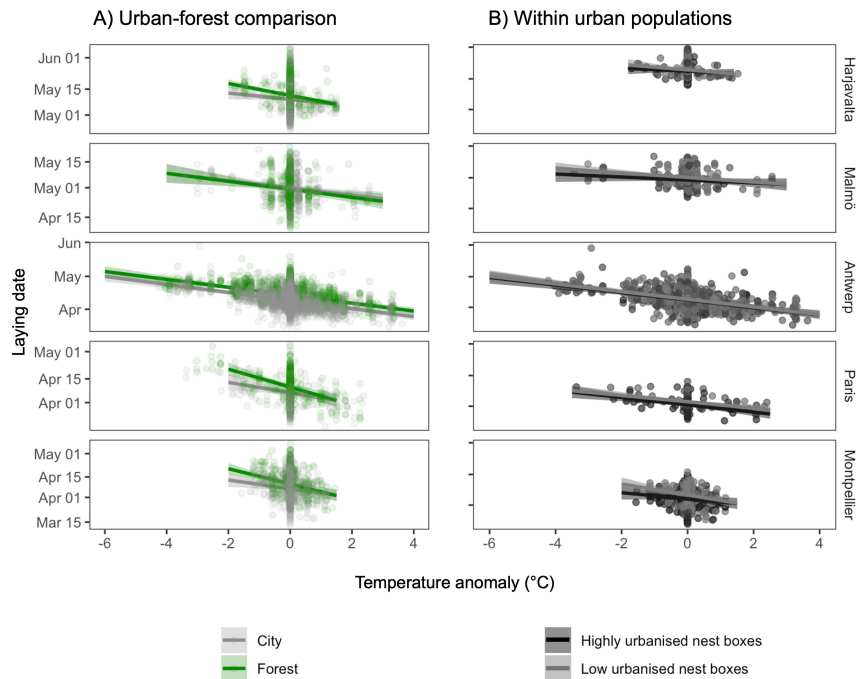 A) Urban-forest comparison
B) Within urban populations
Jun 01
May 15
May 01
Harjavalta
May 15
May 01
Apr 15
Malmö
Jun
May
Apr
Antwerp
May 01
Apr 15
Apr 01
Paris
May 01
Apr 15
Apr 01
Mar 15
Montpellier
Laying date
-6 -4 -2 0 2 4
-6 -4 -2 0 2 4
Temperature anomaly (°C)
City
Forest
Highly urbanised nest boxes
Low urbanised nest boxes